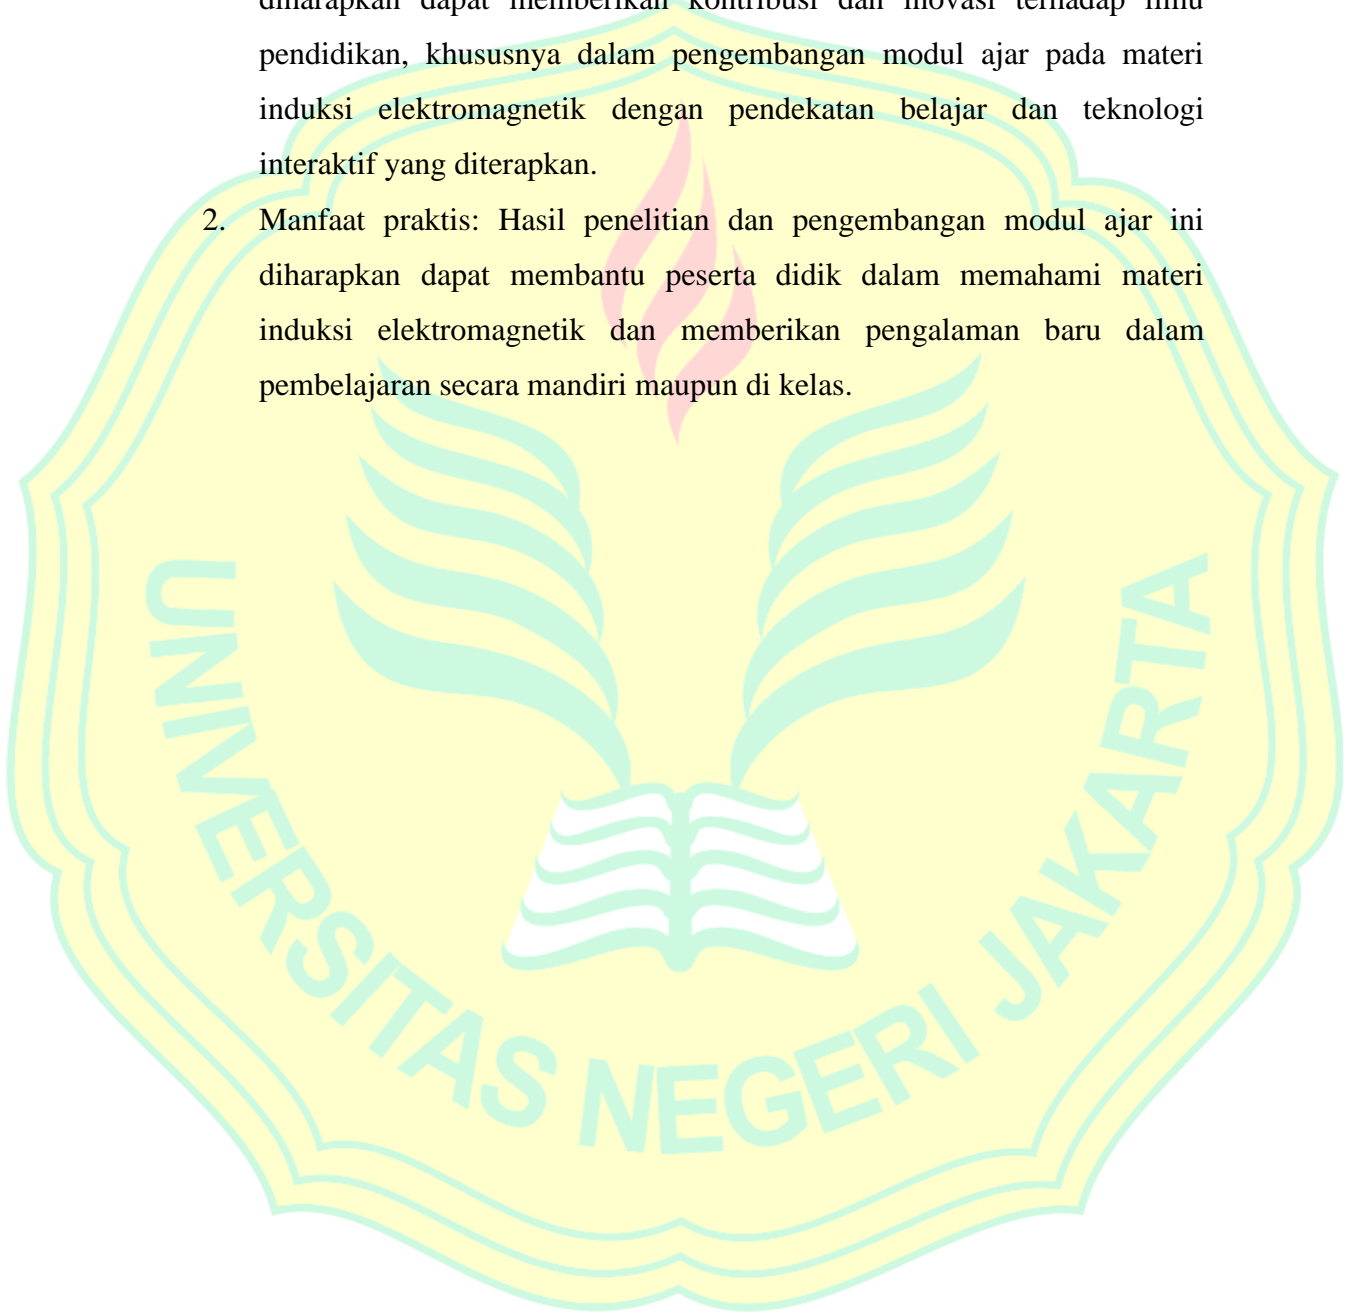 diharapkan dapat memberikan kontribusi dan inovasi terhadap ilmu
pendidikan, khususnya dalam pengembangan modul ajar pada materi
induksi elektromagnetik dengan pendekatan belajar dan teknologi
interaktif yang diterapkan.
2. Manfaat praktis: Hasil penelitian dan pengembangan modul ajar ini
diharapkan dapat membantu peserta didik dalam memahami materi
induksi elektromagnetik dan memberikan pengalaman baru dalam
pembelajaran secara mandiri maupun di kelas.
UNIVERSITAS NEGERI JAKARTA